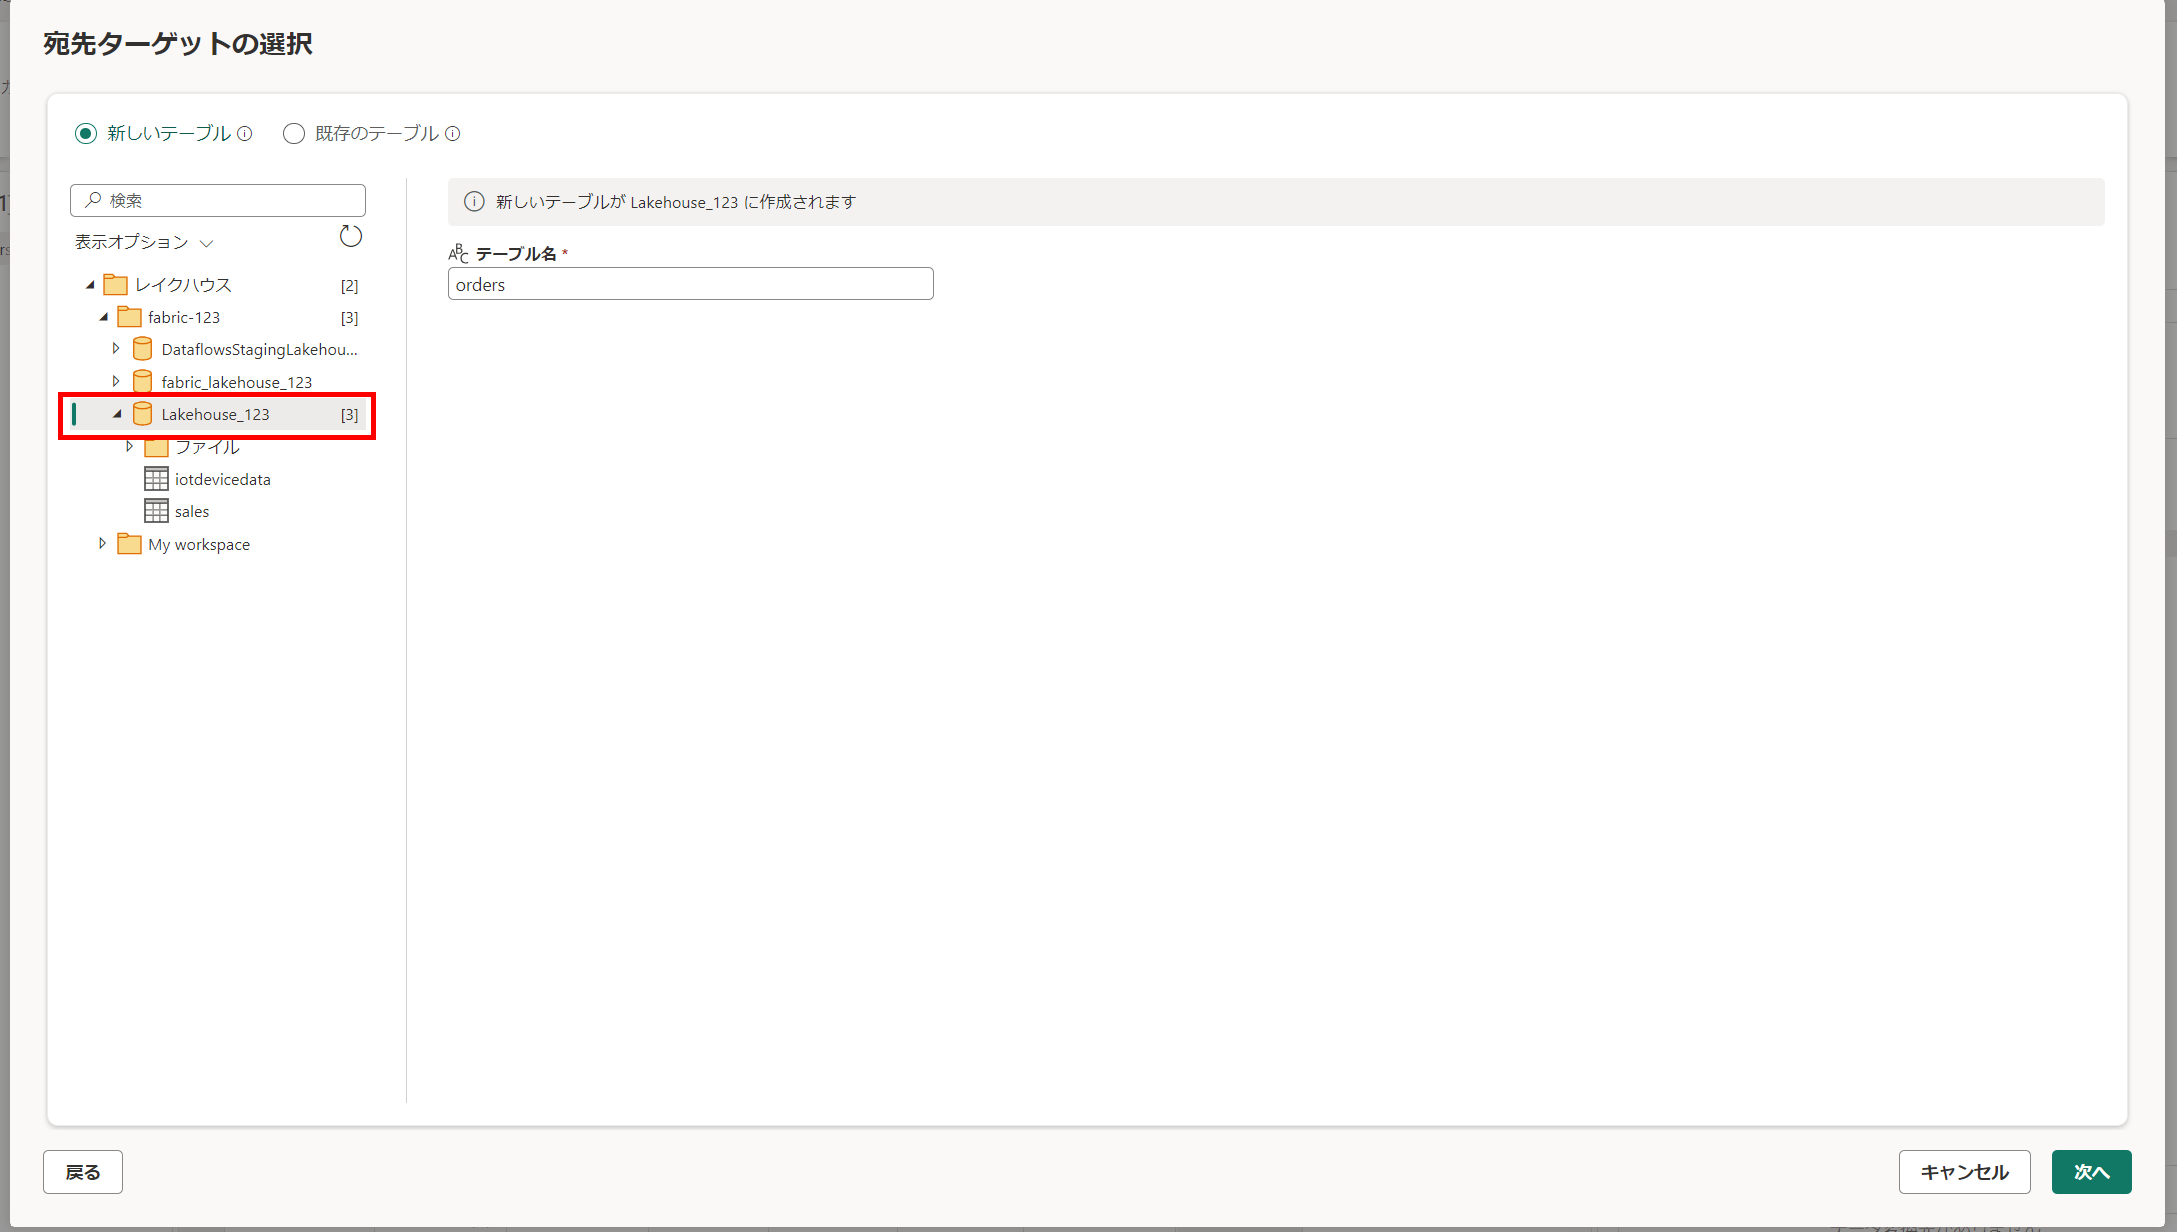 宛先ターゲットの選択
新しいテーブル 既存のテーブル
検索
表示オプション
レイクハウス [2]
fabric-123 [3]
DataflowsStagingLakehou...
fabric_lakehouse_123
Lakehouse_123 [3]
ファイル
iotdevicedata
sales
My workspace
新しいテーブルが Lakehouse_123 に作成されます
ABC テーブル名 *
orders
戻る
キャンセル 次へ